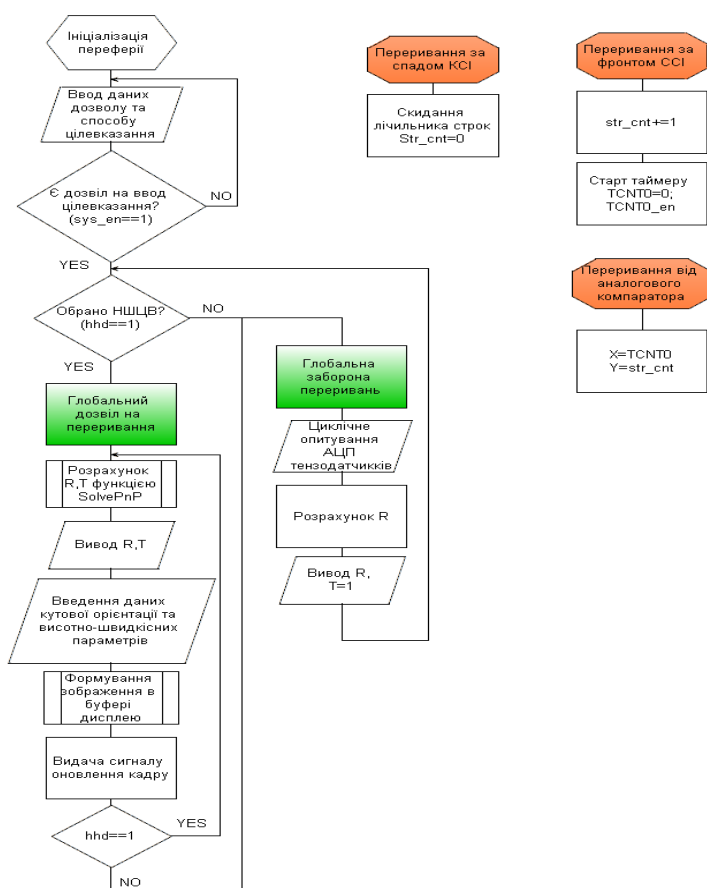 Ініціалізація
переферії
Ввод даних
дозволу та
способу
цілевказання
Є дозвіл на ввод
цілевказання?
(sys_en==1)
NO
YES
Обрано НШЦВ?
(hhd==1)
NO
YES
Глобальний
дозвіл на
переривання
Розрахунок
R,T функцією
SolvePnP
Вивод R,T
Введення даних
кутової орієнтації та
висотно-швидкісних
параметрів
Формування
зображення в
буфері
дисплею
Видача сигналу
оновлення кадру
hhd==1
YES
NO
Глобальна
заборона
переривань
Циклічне
опитування
АЦП
тензодатчикків
Розрахунок R
Вивод R,
T=1
Переривання за
спадом КСІ
Скидання
лічильника строк
Str_cnt=0
Переривання за
фронтом ССІ
str_cnt+=1
Старт таймеру
TCNT0=0;
TCNT0_en
Переривання від
аналогового
компаратора
X=TCNT0
Y=str_cnt